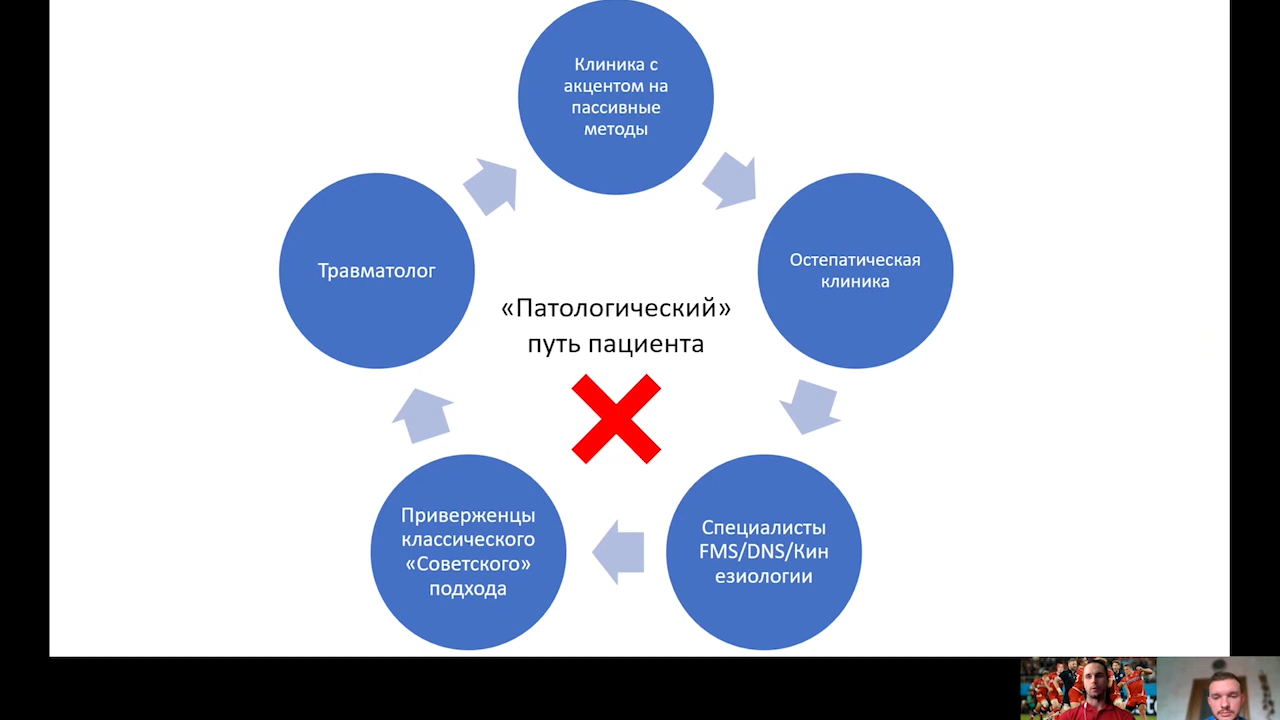 Клиника с
акцентом на
пассивные
методы
Травматолог
Остепатическая
клиника
«Патологический»
путь пациента
Приверженцы
классического
«Советского»
подхода
Специалисты
FMS/DNS/Кин
езиологии